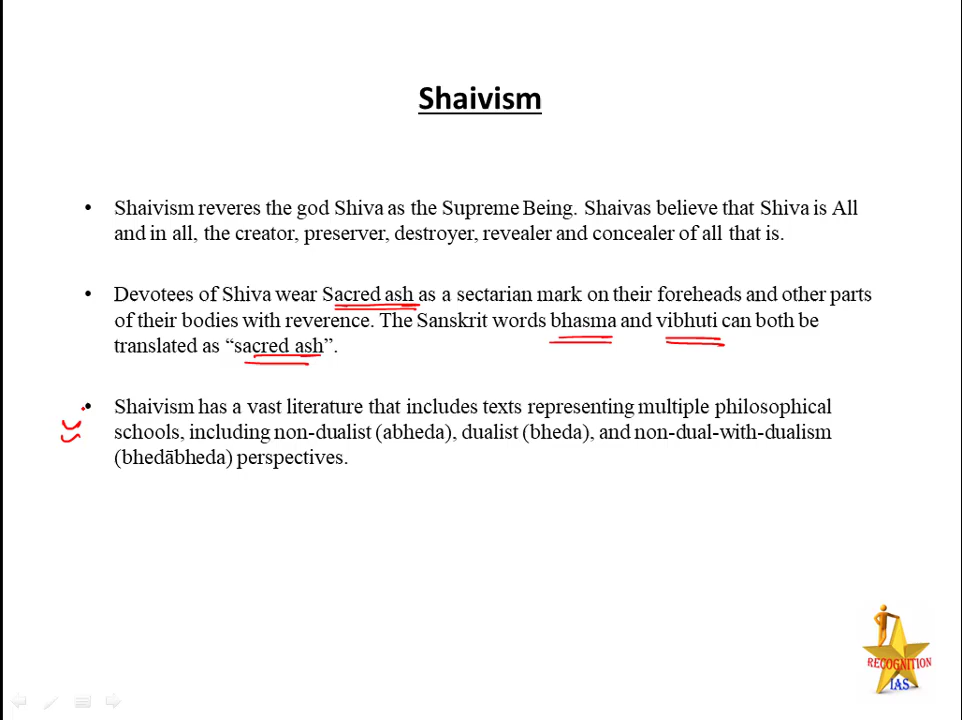 Shaivism
• Shaivism reveres the god Shiva as the Supreme Being. Shaivas believe that Shiva is All
and in all, the creator, preserver, destroyer, revealer and concealer of all that is.
• Devotees of Shiva wear Sacred ash as a sectarian mark on their foreheads and other parts
of their bodies with reverence. The Sanskrit words bhasma and vibhuti can both be
translated as “sacred ash”.
• Shaivism has a vast literature that includes texts representing multiple philosophical
schools, including non-dualist (abheda), dualist (bheda), and non-dual-with-dualism
(bhedābheda) perspectives.
RECOGNITION
IAS